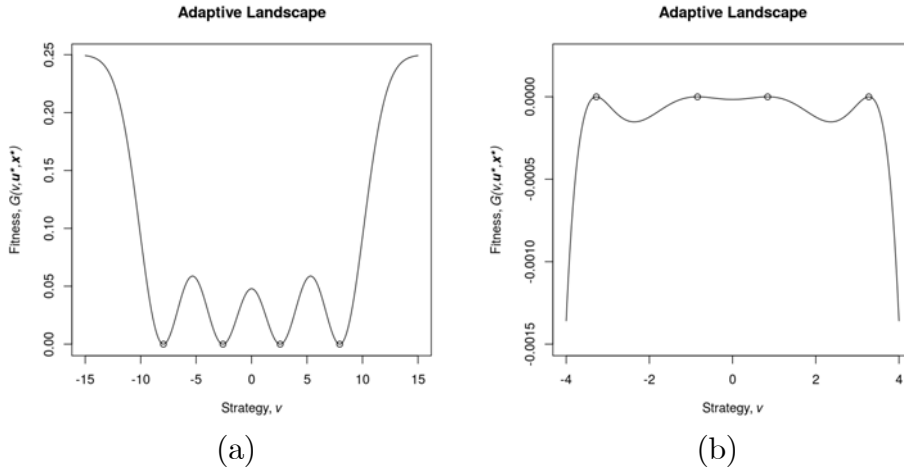 Adaptive Landscape
Fitness, G(v,u*,x*)
0.25
0.20
0.15
0.10
0.05
0.00
-15 -10 -5 0 5 10 15
Strategy, v
(a)
Adaptive Landscape
Fitness, G(v,u*,x*)
0.0000
-0.0005
-0.0010
-0.0015
-4 -2 0 2 4
Strategy, v
(b)